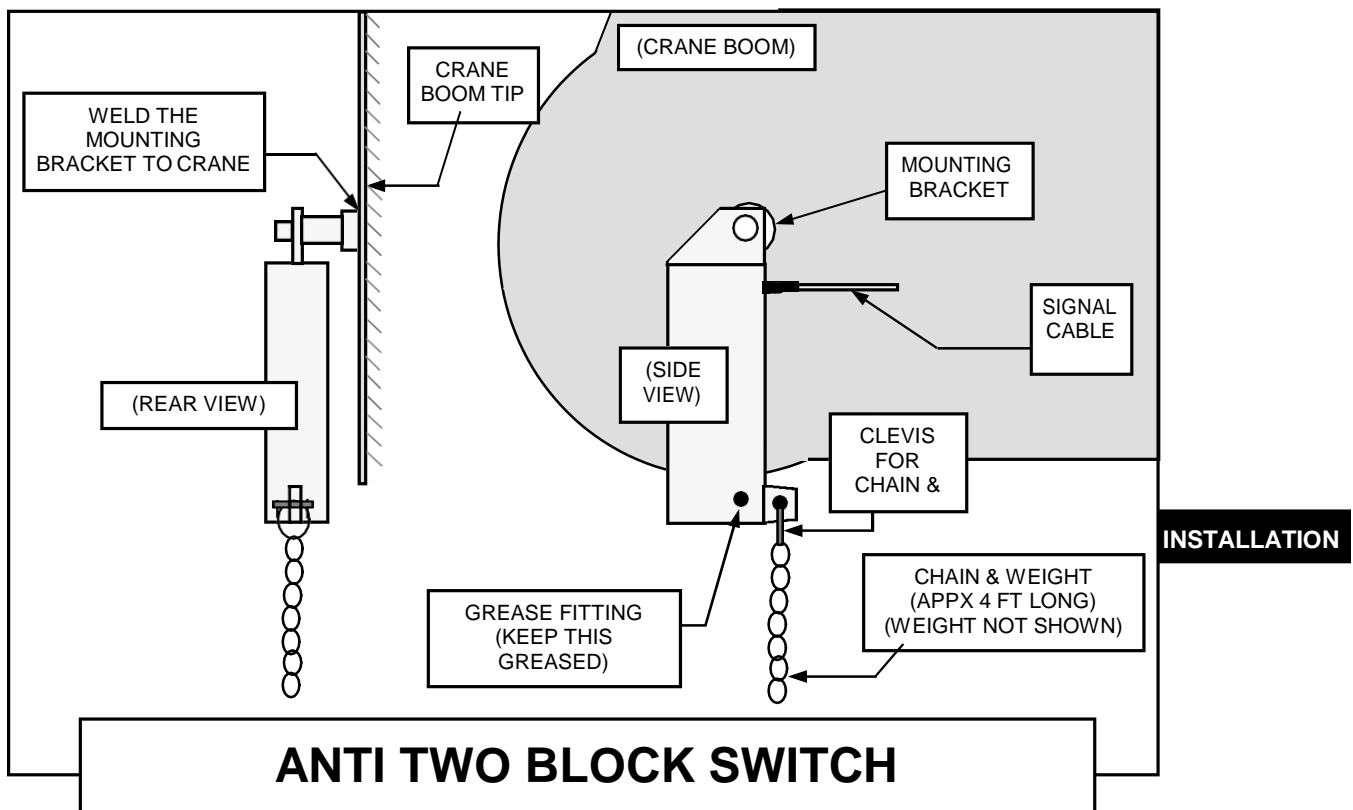 (CRANE BOOM)
CRANE
BOOM TIP
WELD THE
MOUNTING
BRACKET TO CRANE
MOUNTING
BRACKET
SIGNAL
CABLE
(SIDE
VIEW)
(REAR VIEW)
CLEVIS
FOR
CHAIN &
INSTALLATION
CHAIN & WEIGHT
(APPX 4 FT LONG)
(WEIGHT NOT SHOWN)
GREASE FITTING
(KEEP THIS
GREASED)
ANTI TWO BLOCK SWITCH